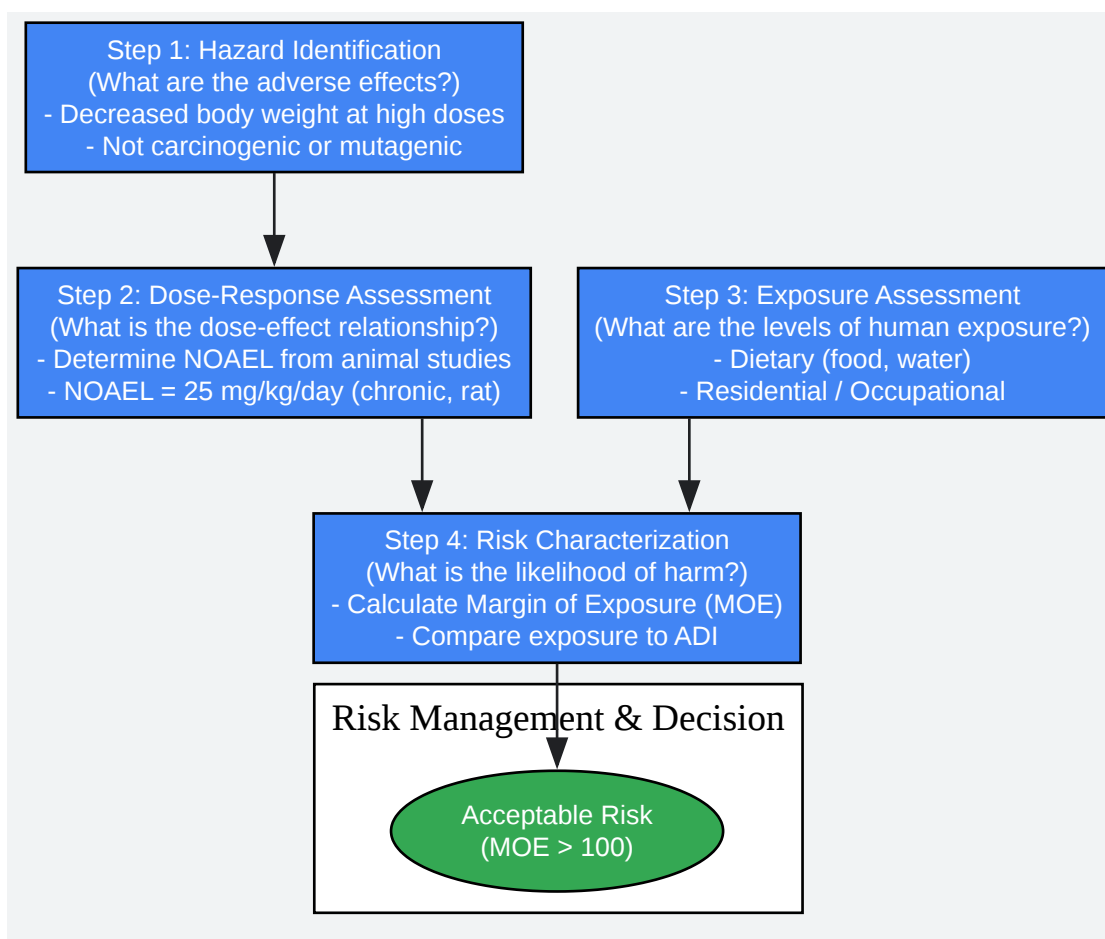 Step 1: Hazard Identification
(What are the adverse effects?)
- Decreased body weight at high doses
- Not carcinogenic or mutagenic
Step 2: Dose-Response Assessment
(What is the dose-effect relationship?)
- Determine NOAEL from animal studies
- NOAEL = 25 mg/kg/day (chronic, rat)
Step 3: Exposure Assessment
(What are the levels of human exposure?)
- Dietary (food, water)
- Residential / Occupational
Step 4: Risk Characterization
(What is the likelihood of harm?)
- Calculate Margin of Exposure (MOE)
- Compare exposure to ADI
Risk Management & Decision
Acceptable Risk
(MOE > 100)